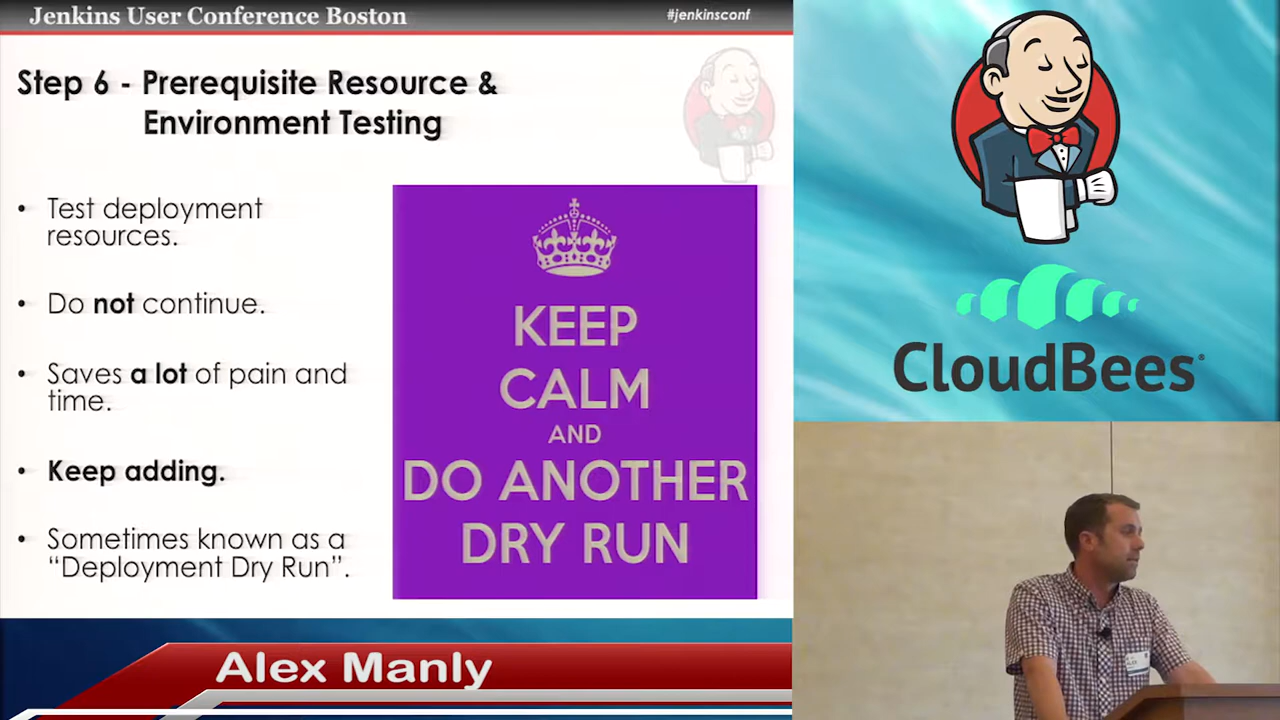 Jenkins User Conference Boston
#jenkinsconf
Step 6 - Prerequisite Resource &
Environment Testing
• Test deployment
resources.
• Do not continue.
• Saves a lot of pain and
time.
• Keep adding.
• Sometimes known as a
“Deployment Dry Run”.
KEEP
CALM
AND
DO ANOTHER
DRY RUN
CloudBees
Alex Manly